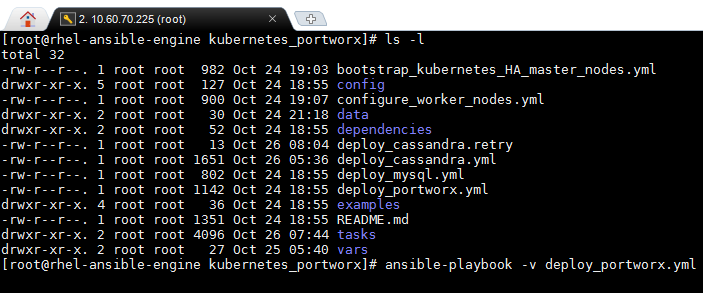 2. 10.60.70.225 (root)
[root@rhel-ansible-engine kubernetes_portworx]# ls -l
total 32
-rw-r--r--. 1 root root  982 Oct 24 19:03 bootstrap_kubernetes_HA_master_nodes.yml
drwxr-xr-x. 5 root root  127 Oct 24 18:55 config
-rw-r--r--. 1 root root  900 Oct 24 19:07 configure_worker_nodes.yml
drwxr-xr-x. 2 root root   30 Oct 24 21:18 data
drwxr-xr-x. 2 root root   52 Oct 24 18:55 dependencies
-rw-r--r--. 1 root root   13 Oct 26 08:04 deploy_cassandra.retry
-rw-r--r--. 1 root root 1651 Oct 26 05:36 deploy_cassandra.yml
-rw-r--r--. 1 root root  802 Oct 24 18:55 deploy_mysql.yml
-rw-r--r--. 1 root root 1142 Oct 24 18:55 deploy_portworx.yml
drwxr-xr-x. 4 root root   36 Oct 24 18:55 examples
-rw-r--r--. 1 root root 1351 Oct 24 18:55 README.md
drwxr-xr-x. 2 root root 4096 Oct 26 07:44 tasks
drwxr-xr-x. 2 root root   27 Oct 25 05:40 vars
[root@rhel-ansible-engine kubernetes_portworx]# ansible-playbook -v deploy_portworx.yml